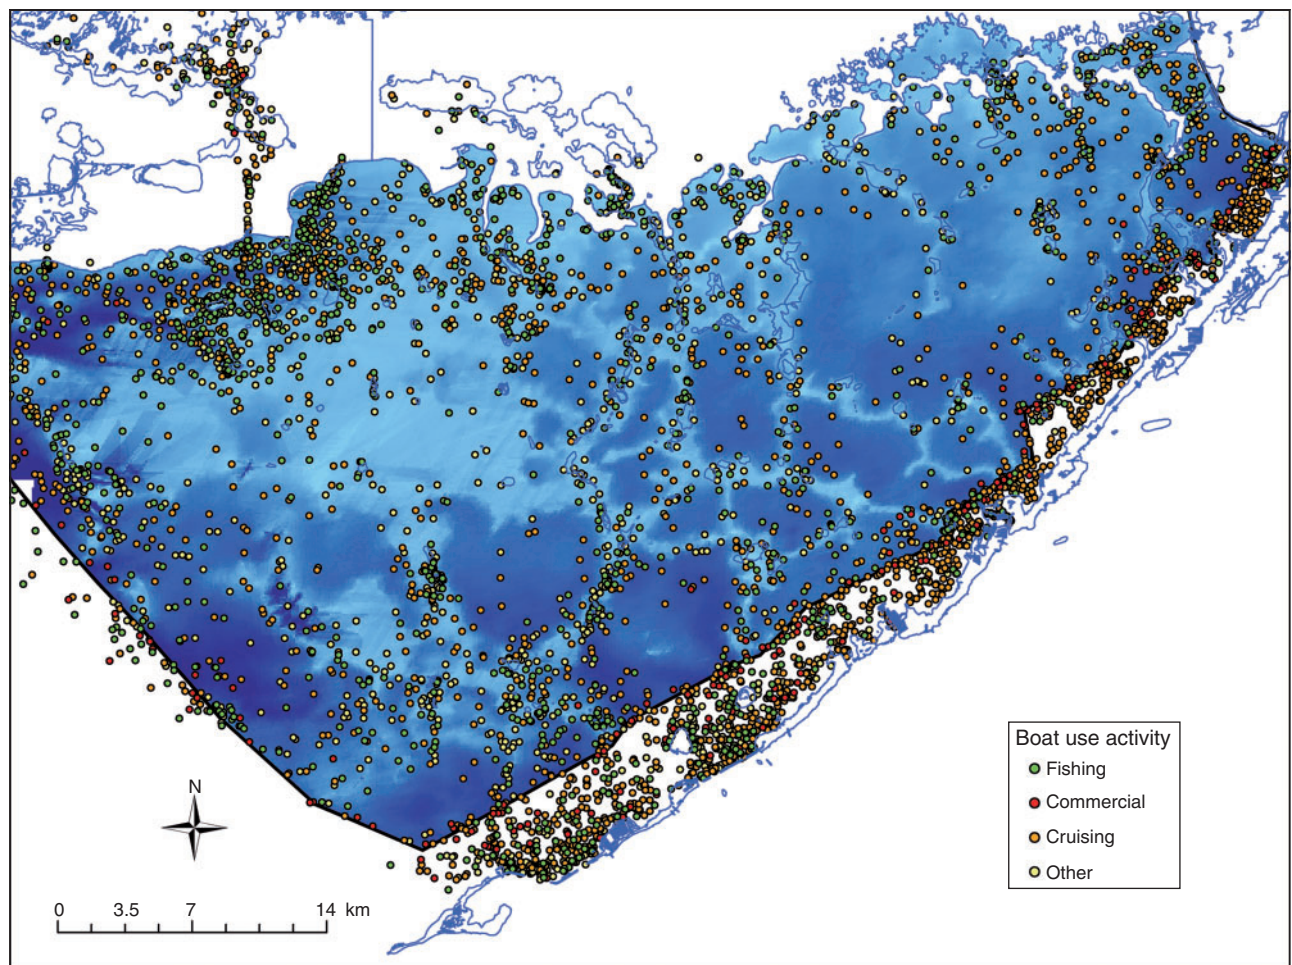 Boat use activity
Fishing
Commercial
Cruising
Other
N
0 3.5 7 14 km